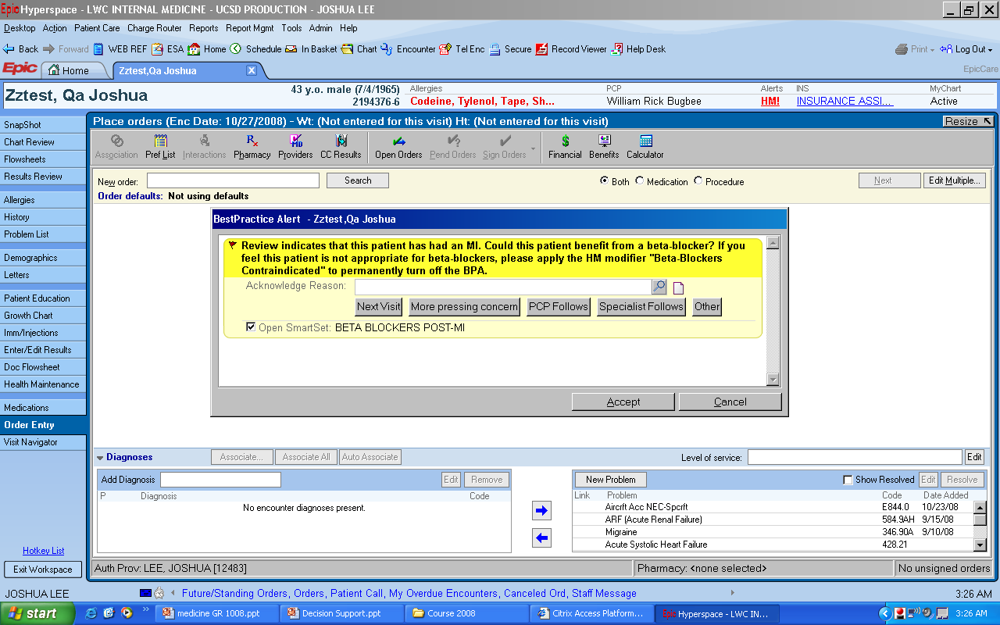 Epic Hyperspace - LWC INTERNAL MEDICINE - UCSD PRODUCTION - JOSHUA LEE
Desktop Action Patient Care Charge Router Reports Report Mgmt Tools Admin Help
Back Forward WEB REF ESA Home Schedule In Basket Chart Encounter Tel Enc Secure Record Viewer Help Desk Print Log Out
Epic Home Zztest,Qa Joshua EpicCare
Zztest, Qa Joshua
43 y.o. male (7/4/1965) Allergies PCP Alerts INS MyChart
2194376-6 Codeine, Tylenol, Tape, Sh... William Rick Bugbee HM! INSURANCE ASSI... Active
SnapShot
Chart Review
Flowsheets
Results Review
Allergies
History
Problem List
Demographics
Letters
Patient Education
Growth Chart
Imm/Injections
Enter/Edit Results
Doc Flowsheet
Health Maintenance
Medications
Order Entry
Visit Navigator
Hotkey List
Exit Workspace
Place orders (Enc Date: 10/27/2008) - Wt: (Not entered for this visit) Ht: (Not entered for this visit) Resize
Association Pref List Interactions Pharmacy Providers CC Results Open Orders Pend Orders Sign Orders Financial Benefits Calculator
New order: Search Both Medication Procedure Next Edit Multiple...
Order defaults: Not using defaults
BestPractice Alert - Zztest,Qa Joshua
Review indicates that this patient has had an MI. Could this patient benefit from a beta-blocker? If you
feel this patient is not appropriate for beta-blockers, please apply the HM modifier "Beta-Blockers
Contraindicated" to permanently turn off the BPA.
Acknowledge Reason:
Next Visit More pressing concern PCP Follows Specialist Follows Other
Open SmartSet: BETA BLOCKERS POST-MI
Accept Cancel
Diagnoses Associate... Associate All Auto Associate Level of service: Edit
Add Diagnosis Edit Remove
P Diagnosis Code
No encounter diagnoses present.
New Problem Show Resolved Edit Resolve
Link Problem Code Date Added
Aircrft Acc NEC-Spcrft E844.0 10/23/08
ARF (Acute Renal Failure) 584.9AH 9/15/08
Migraine 346.90A 9/10/08
Acute Systolic Heart Failure 428.21
Auth Prov: LEE, JOSHUA [12483] Pharmacy: <none selected> No unsigned orders
JOSHUA LEE Future/Standing Orders, Orders, Patient Call, My Overdue Encounters, Canceled Ord, Staff Message 3:26 AM
start medicine GR 1008.ppt Decision Support.ppt Course 2008 Citrix Access Platform... Hyperspace - LWC IN... 3:26 AM